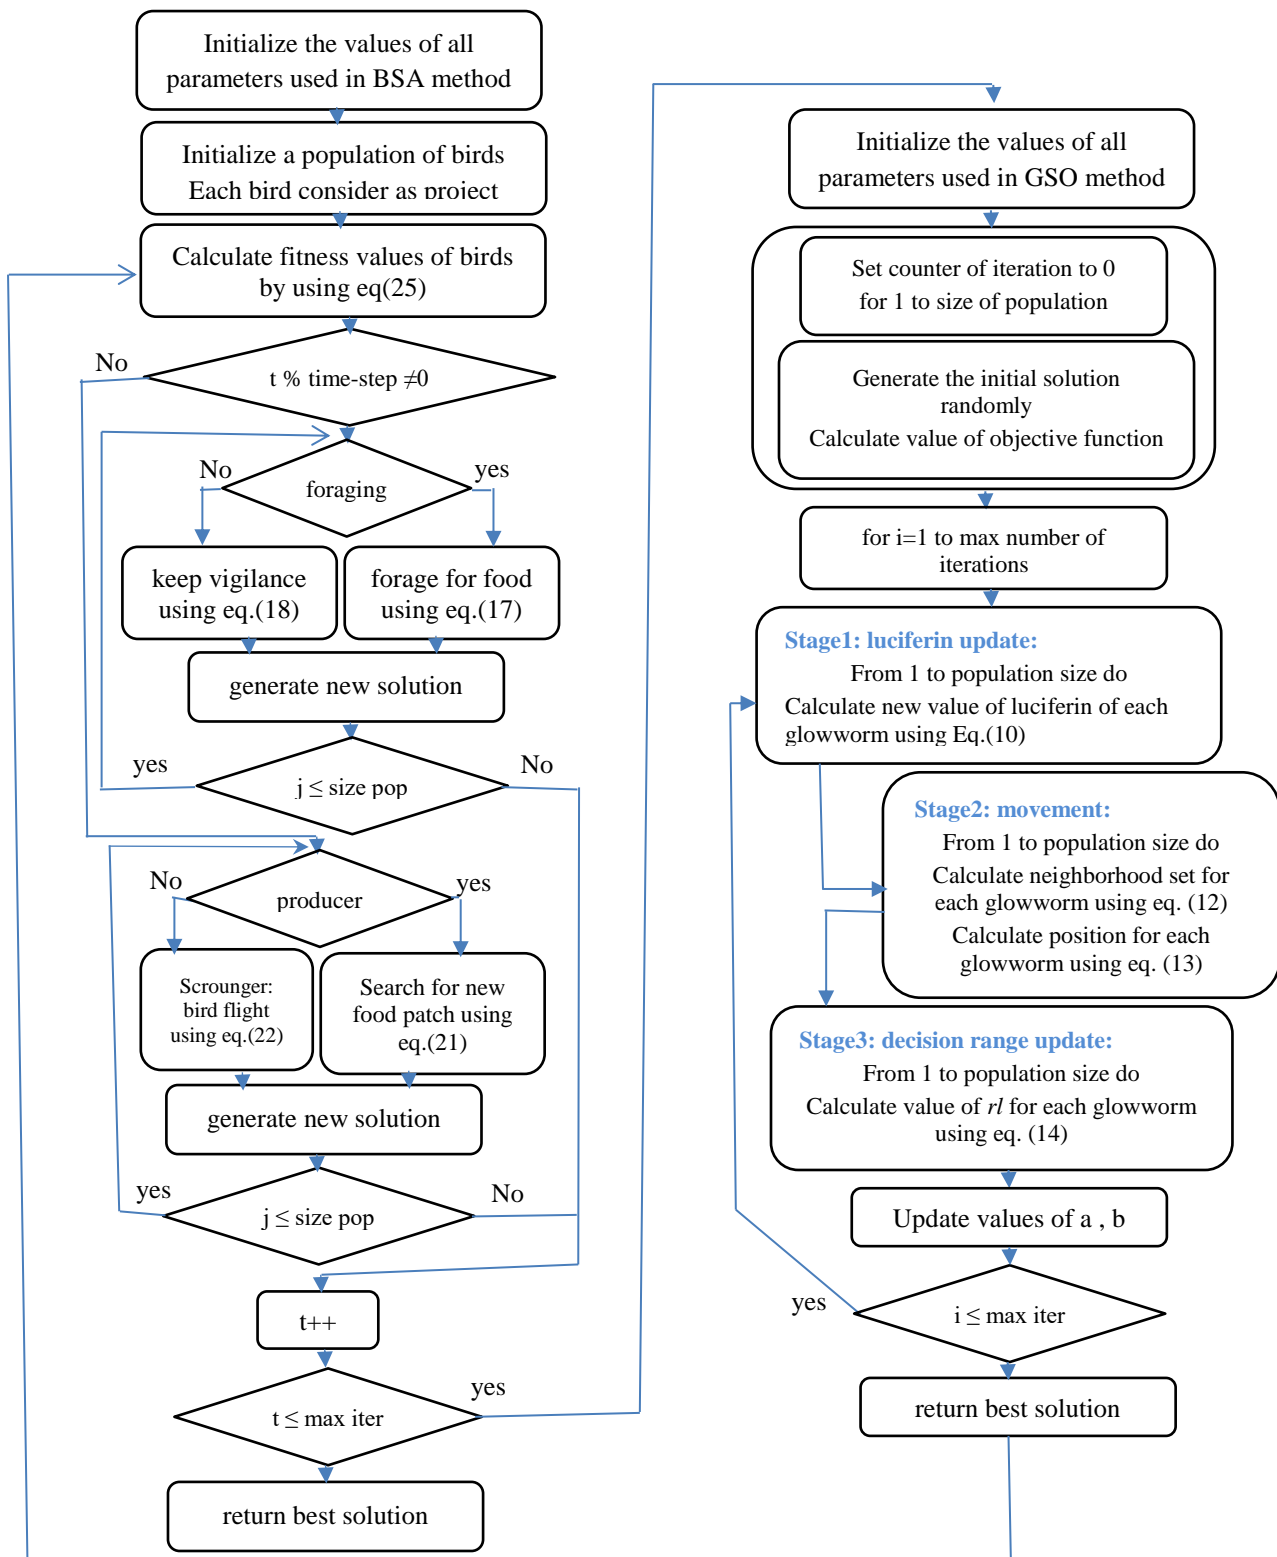 Initialize the values of all
parameters used in BSA method
Initialize a population of birds
Each bird consider as project
Calculate fitness values of birds
by using eq(25)
No
t % time-step ≠0
No
yes
foraging
keep vigilance
using eq.(18)
forage for food
using eq.(17)
generate new solution
yes
No
j ≤ size pop
No
yes
producer
Scrounger:
bird flight
using eq.(22)
Search for new
food patch using
eq.(21)
generate new solution
yes
No
j ≤ size pop
t++
yes
t ≤ max iter
return best solution
Initialize the values of all
parameters used in GSO method
Set counter of iteration to 0
for 1 to size of population
Generate the initial solution
randomly
Calculate value of objective function
for i=1 to max number of
iterations
Stage1: luciferin update:
From 1 to population size do
Calculate new value of luciferin of each
glowworm using Eq.(10)
Stage2: movement:
From 1 to population size do
Calculate neighborhood set for
each glowworm using eq. (12)
Calculate position for each
glowworm using eq. (13)
Stage3: decision range update:
From 1 to population size do
Calculate value of rl for each glowworm
using eq. (14)
Update values of a , b
yes
i ≤ max iter
return best solution